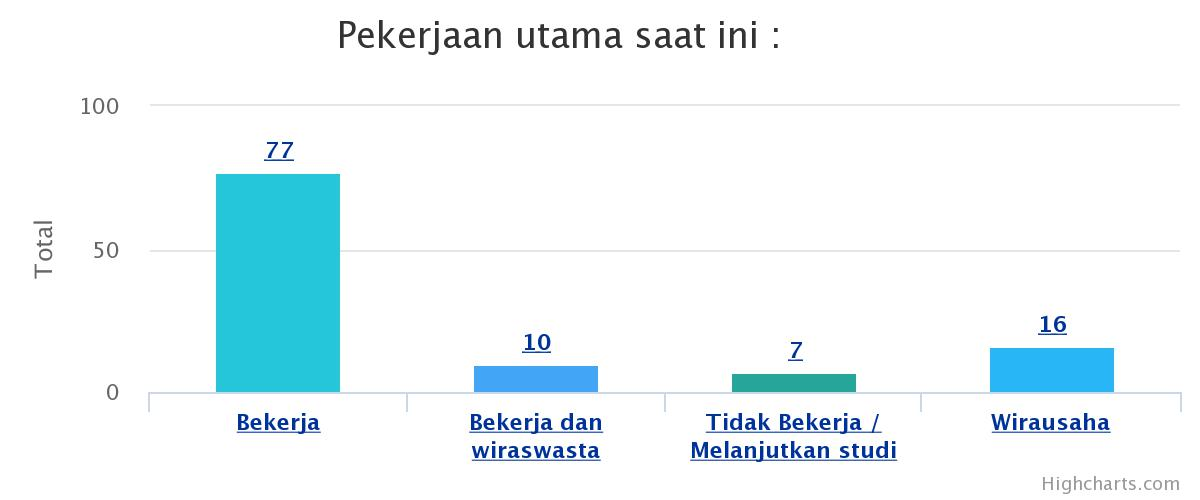 Pekerjaan utama saat ini :
100
50
0
Total
77
10
7
16
Bekerja
Bekerja dan
wiraswasta
Tidak Bekerja /
Melanjutkan studi
Wirausaha
Highcharts.com